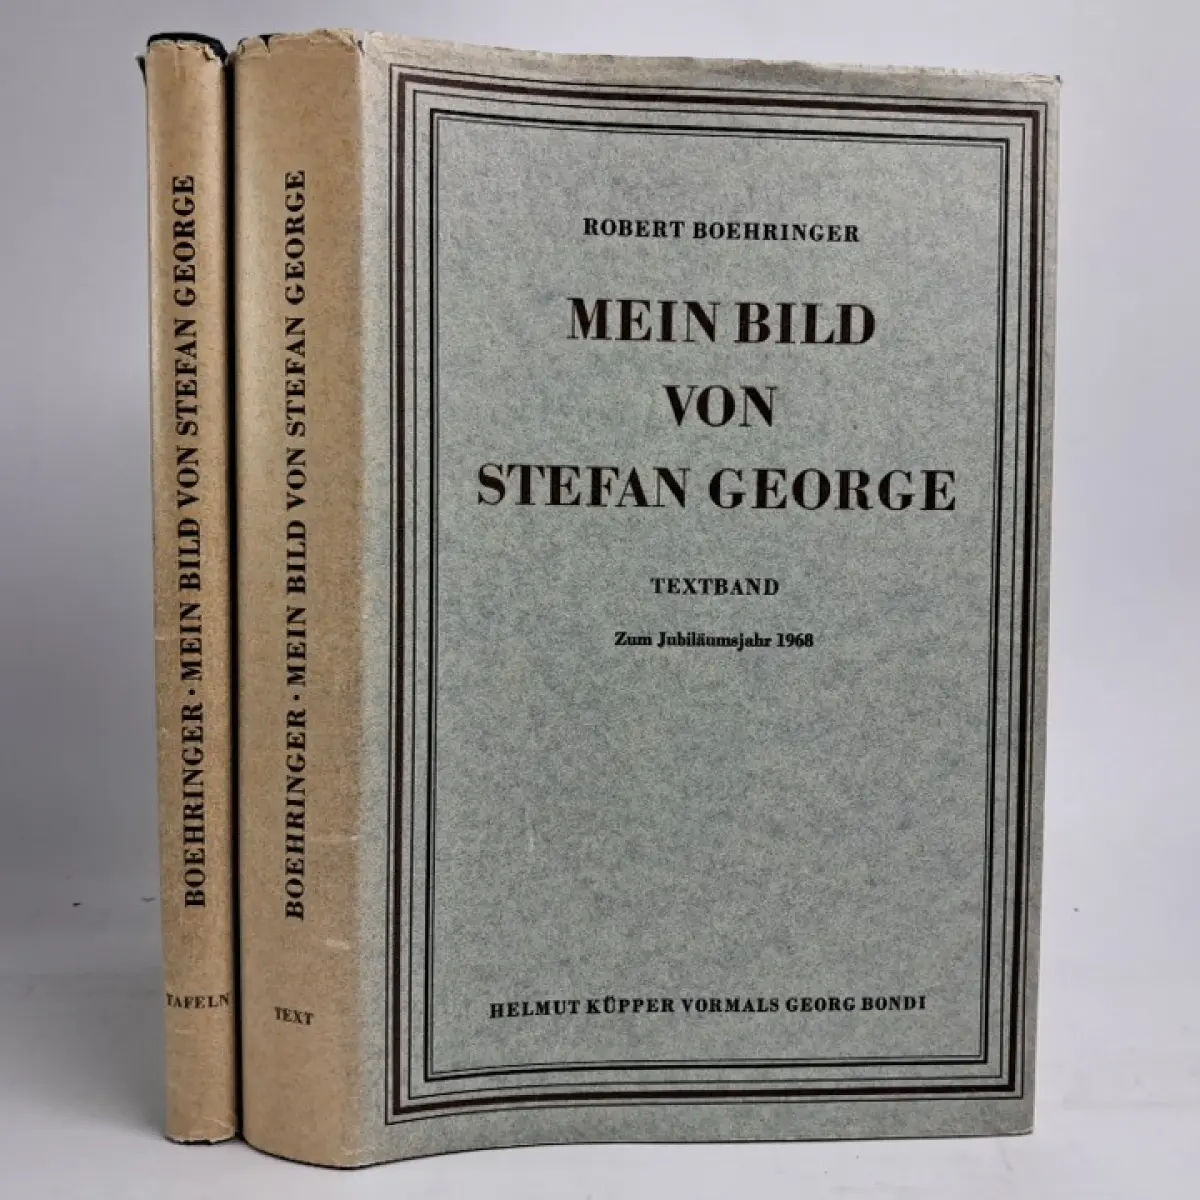 BOEHRINGER · MEIN BILD VON STEFAN GEORGE
TAFELN
BOEHRINGER · MEIN BILD VON STEFAN GEORGE
TEXT
ROBERT BOEHRINGER
MEIN BILD
VON
STEFAN GEORGE
TEXTBAND
Zum Jubiläumsjahr 1968
HELMUT KÜPPER VORMALS GEORG BONDI